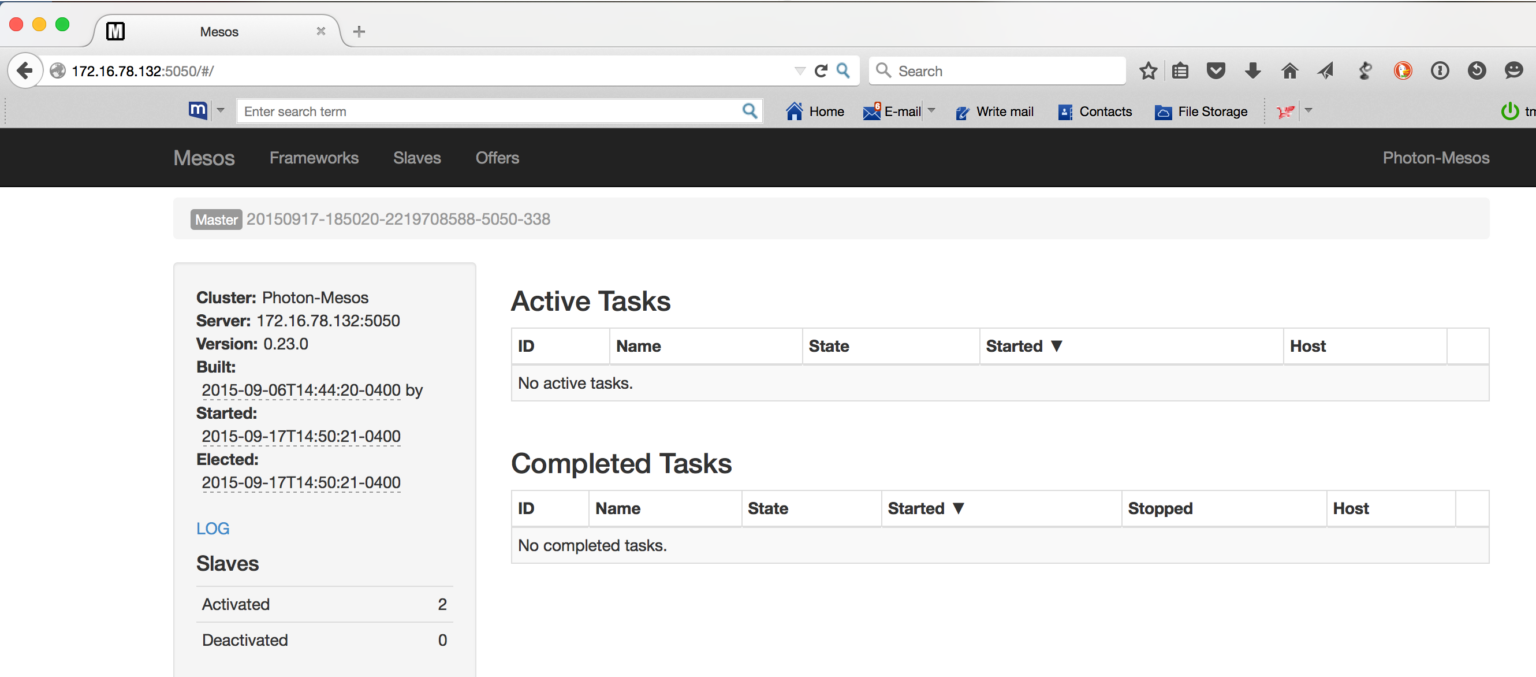 Mesos
172.16.78.132:5050/#/
Search
Enter search term
Home
6
E-mail
Write mail
Contacts
File Storage
Mesos Frameworks Slaves Offers Photon-Mesos
Master 20150917-185020-2219708588-5050-338
Cluster: Photon-Mesos
Server: 172.16.78.132:5050
Version: 0.23.0
Built:
2015-09-06T14:44:20-0400 by
Started:
2015-09-17T14:50:21-0400
Elected:
2015-09-17T14:50:21-0400
LOG
Slaves
Activated 2
Deactivated 0
Active Tasks
ID Name State Started ▼ Host
No active tasks.
Completed Tasks
ID Name State Started ▼ Stopped Host
No completed tasks.